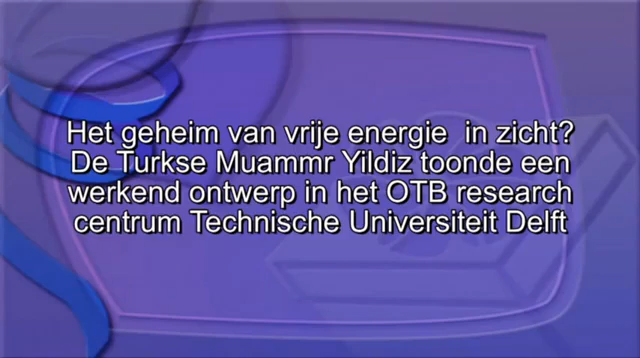 Het geheim van vrije energie  in zicht?
De Turkse Muammr Yildiz toonde een
werkend ontwerp in het OTB research
centrum Technische Universiteit Delft